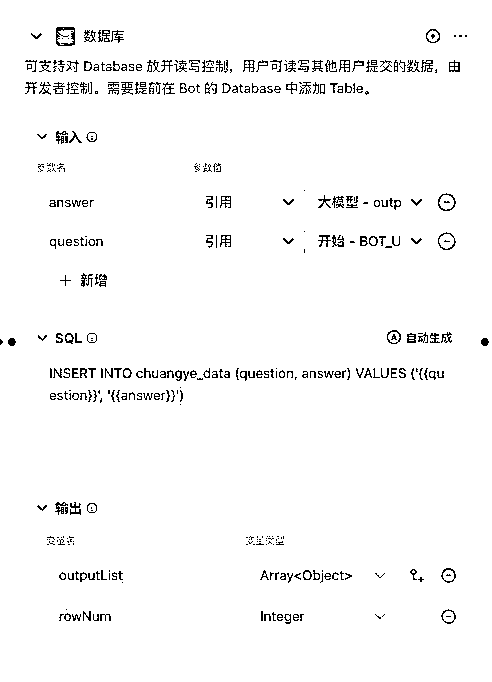 数据库
可支持对 Database 放开读写控制，用户可读写其他用户提交的数据，由
开发者控制。需要提前在 Bot 的 Database 中添加 Table。
输入
参数名 参数值
answer 引用 大模型 - outp
question 引用 开始 - BOT_U
+ 新增
SQL 自动生成
INSERT INTO chuangye_data (question, answer) VALUES ('{{qu
estion}}', '{{answer}}')
输出
变量名 变量类型
outputList Array<Object>
rowNum Integer